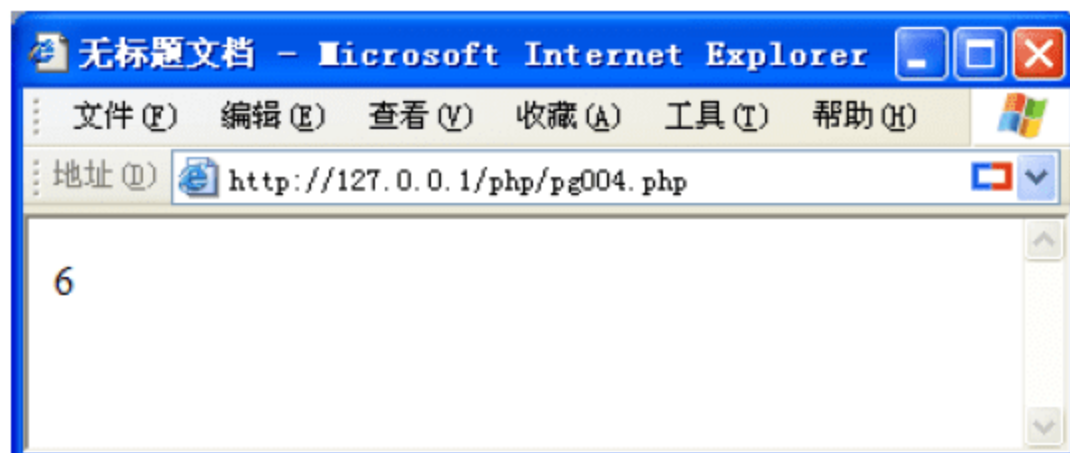 无标题文档 - Microsoft Internet Explorer
文件(F) 编辑(E) 查看(V) 收藏(A) 工具(T) 帮助(H)
地址(D) http://127.0.0.1/php/pg004.php
6